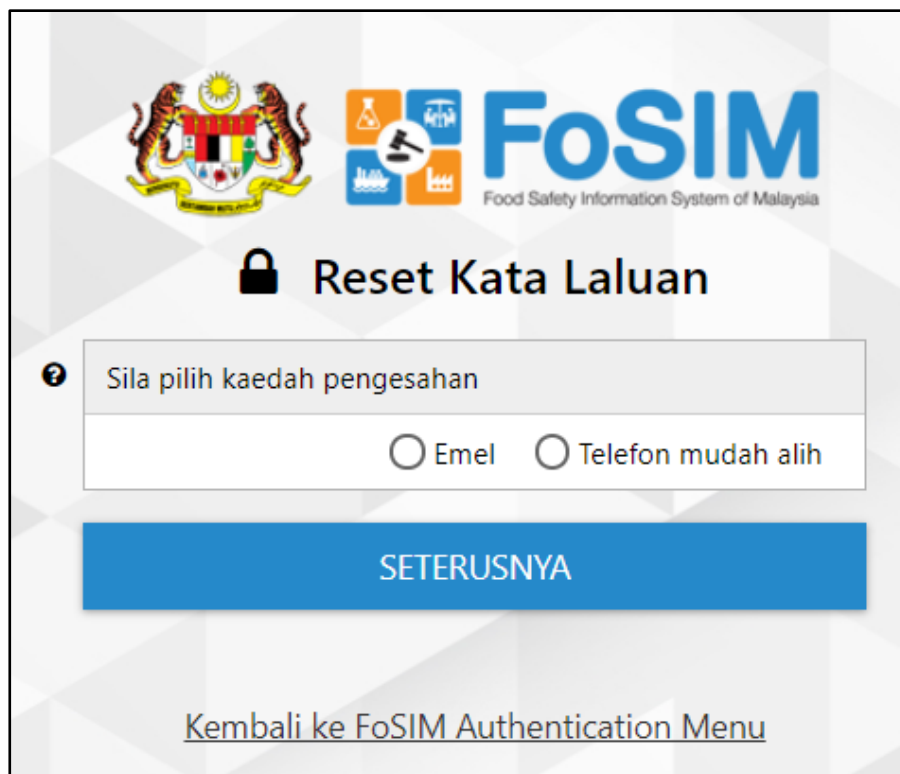 FoSIM
Food Safety Information System of Malaysia
Reset Kata Laluan
Sila pilih kaedah pengesahan
Emel Telefon mudah alih
SETERUSNYA
Kembali ke FoSIM Authentication Menu